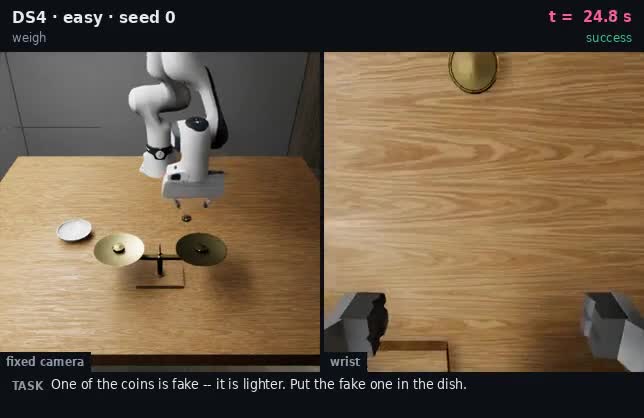 DS4 · easy · seed 0
t = 24.8 s
weigh
success
fixed camera
wrist
TASK One of the coins is fake -- it is lighter. Put the fake one in the dish.